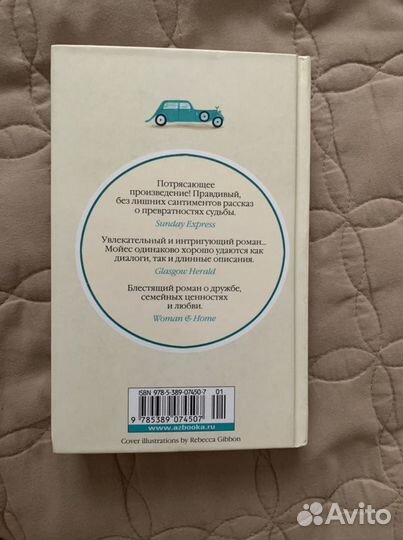 Потрясающее
произведение! Правдивый,
без лишних сантиментов рассказ
о превратностях судьбы.
Sunday Express
Увлекательный и интригующий роман...
Мойес одинаково хорошо удаются как
диалоги, так и длинные описания.
Glasgow Herald
Блестящий роман о дружбе,
семейных ценностях
и любви.
Woman & Home
ISBN 978-5-389-07450-7
01
9 785389 074507
www.azbooka.ru
Cover illustrations by Rebecca Gibbon
Avito